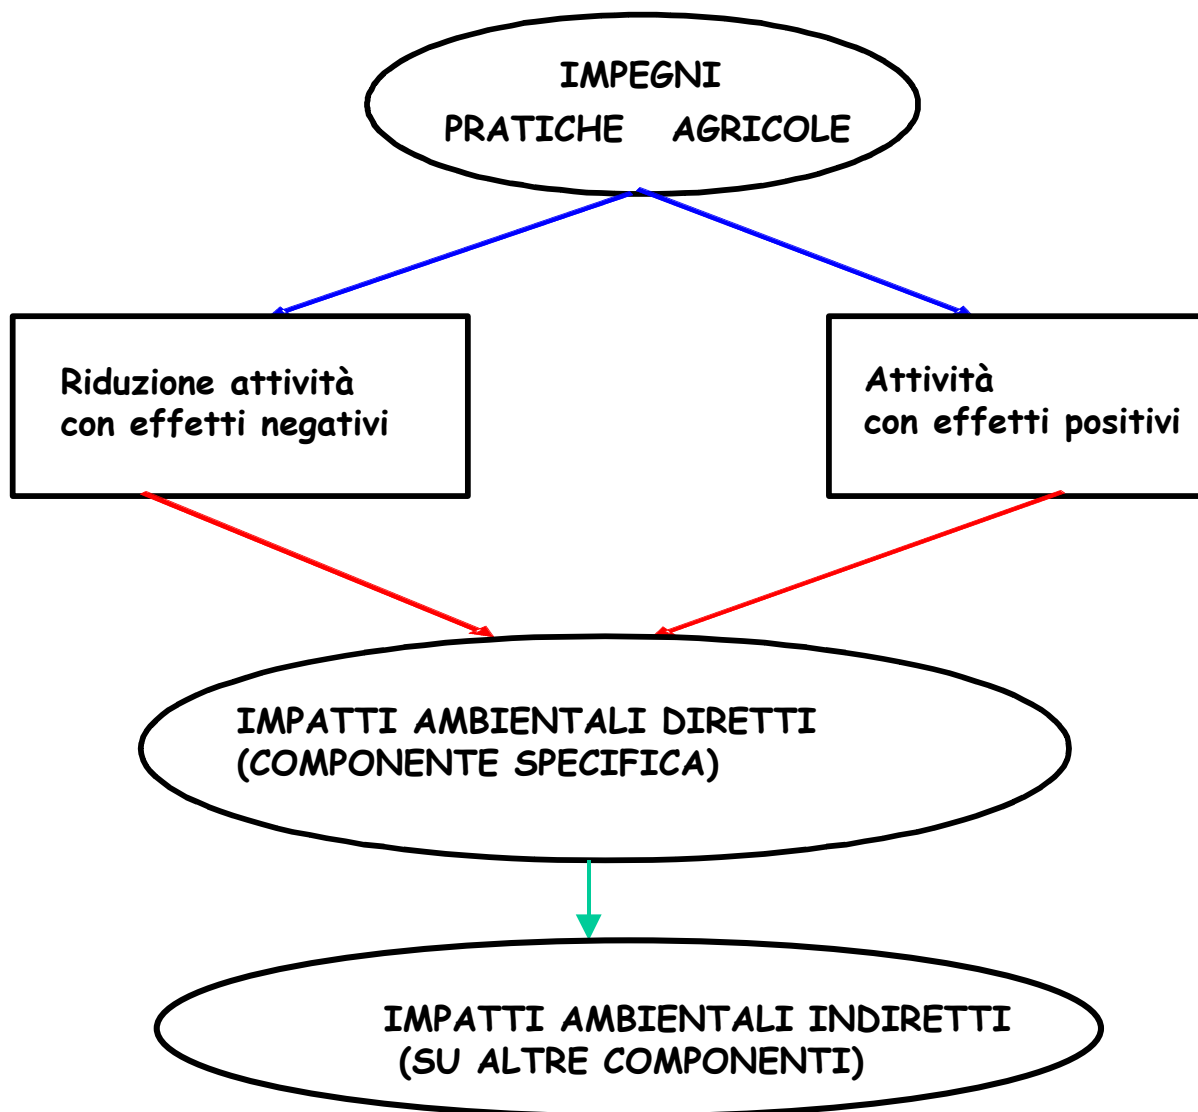 IMPEGNI
PRATICHE AGRICOLE
Riduzione attività
con effetti negativi
Attività
con effetti positivi
IMPATTI AMBIENTALI DIRETTI
(COMPONENTE SPECIFICA)
IMPATTI AMBIENTALI INDIRETTI
(SU ALTRE COMPONENTI)